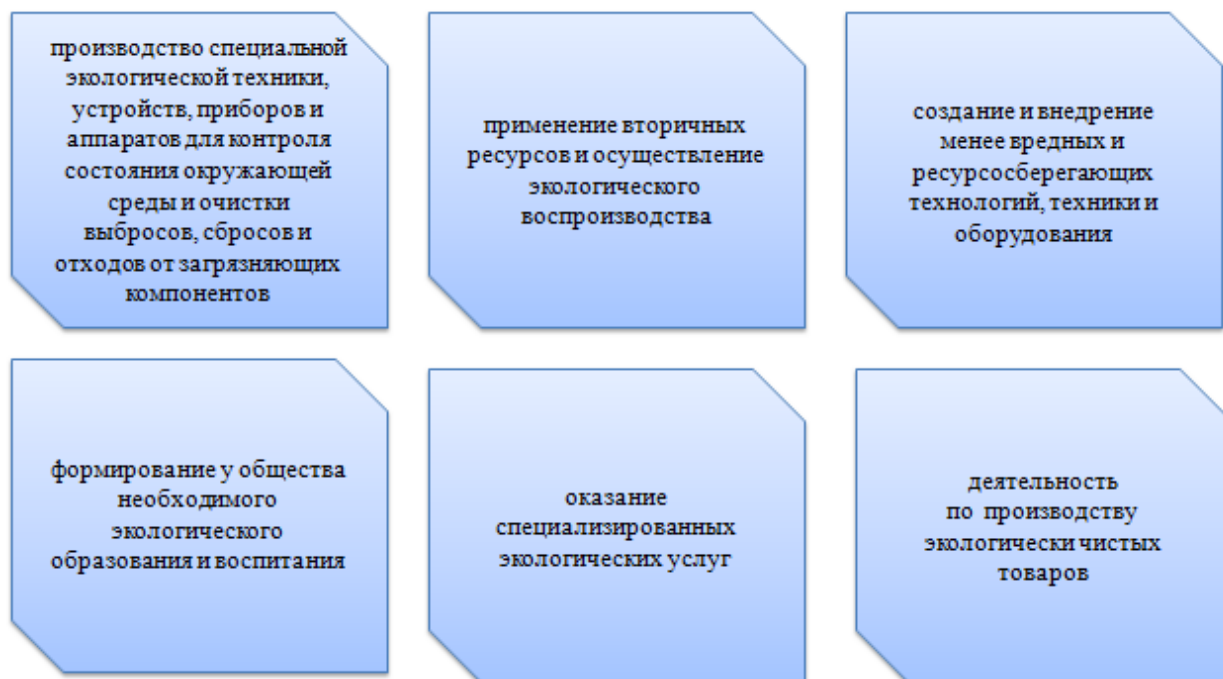 производство специальной
экологической техники,
устройств, приборов и
аппаратов для контроля
состояния окружающей
среды и очистки
выбросов, сбросов и
отходов от загрязняющих
компонентов
применение вторичных
ресурсов и осуществление
экологического
воспроизводства
создание и внедрение
менее вредных и
ресурсосберегающих
технологий, техники и
оборудования
формирование у общества
необходимого
экологического
образования и воспитания
оказание
специализированных
экологических услуг
деятельность
по производству
экологически чистых
товаров